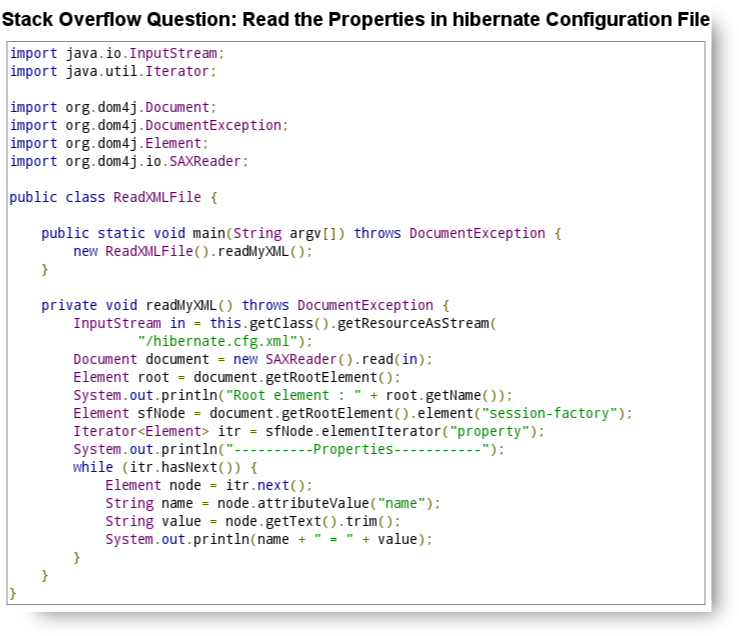 Stack Overflow Question: Read the Properties in hibernate Configuration File
import java.io.InputStream;
import java.util.Iterator;

import org.dom4j.Document;
import org.dom4j.DocumentException;
import org.dom4j.Element;
import org.dom4j.io.SAXReader;

public class ReadXMLFile {

    public static void main(String argv[]) throws DocumentException {
        new ReadXMLFile().readMyXML();
    }

    private void readMyXML() throws DocumentException {
        InputStream in = this.getClass().getResourceAsStream(
                "/hibernate.cfg.xml");
        Document document = new SAXReader().read(in);
        Element root = document.getRootElement();
        System.out.println("Root element : " + root.getName());
        Element sfNode = document.getRootElement().element("session-factory");
        Iterator<Element> itr = sfNode.elementIterator("property");
        System.out.println("----------Properties-----------");
        while (itr.hasNext()) {
            Element node = itr.next();
            String name = node.attributeValue("name");
            String value = node.getText().trim();
            System.out.println(name + " = " + value);
        }
    }
}